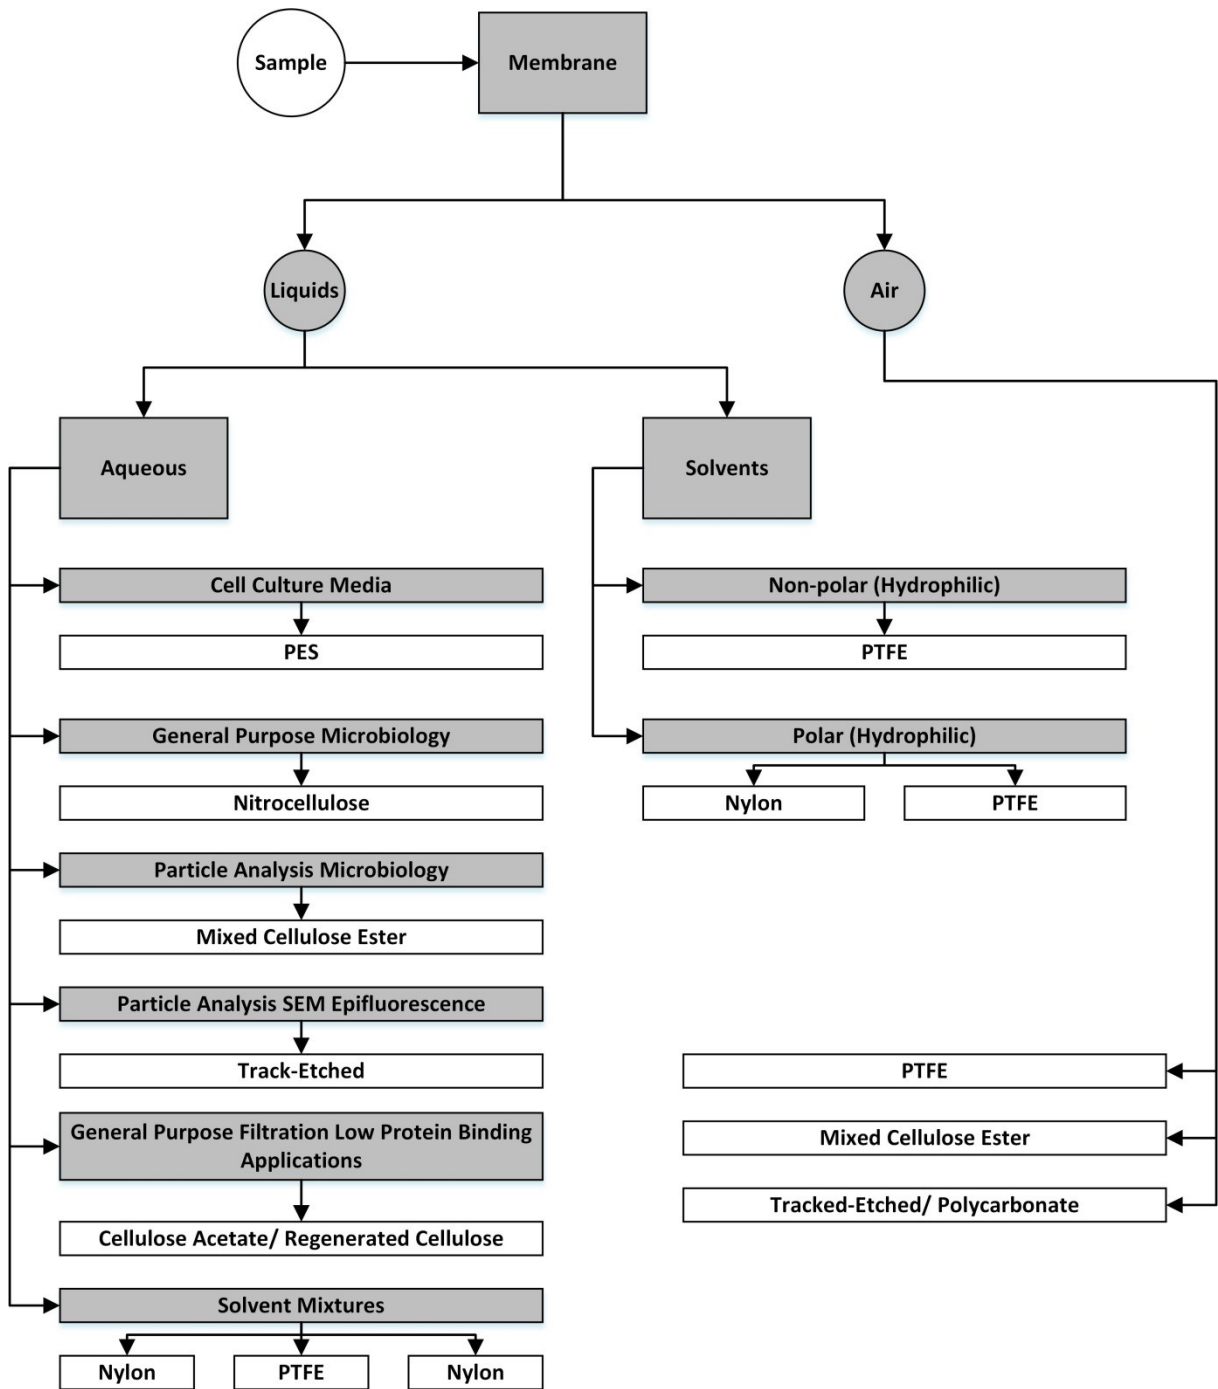 Sample
Membrane
Liquids
Air
Aqueous
Solvents
Cell Culture Media
PES
General Purpose Microbiology
Nitrocellulose
Particle Analysis Microbiology
Mixed Cellulose Ester
Particle Analysis SEM Epifluorescence
Track-Etched
General Purpose Filtration Low Protein Binding
Applications
Cellulose Acetate/ Regenerated Cellulose
Solvent Mixtures
Nylon
PTFE
Nylon
Non-polar (Hydrophilic)
PTFE
Polar (Hydrophilic)
Nylon
PTFE
PTFE
Mixed Cellulose Ester
Tracked-Etched/ Polycarbonate